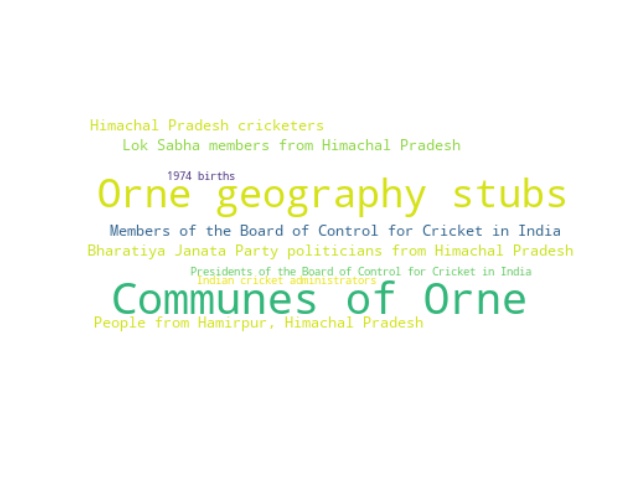 Himachal Pradesh cricketers
Lok Sabha members from Himachal Pradesh
1974 births
Orne geography stubs
Members of the Board of Control for Cricket in India
Bharatiya Janata Party politicians from Himachal Pradesh
Presidents of the Board of Control for Cricket in India
Indian cricket administrators
Communes of Orne
People from Hamirpur, Himachal Pradesh